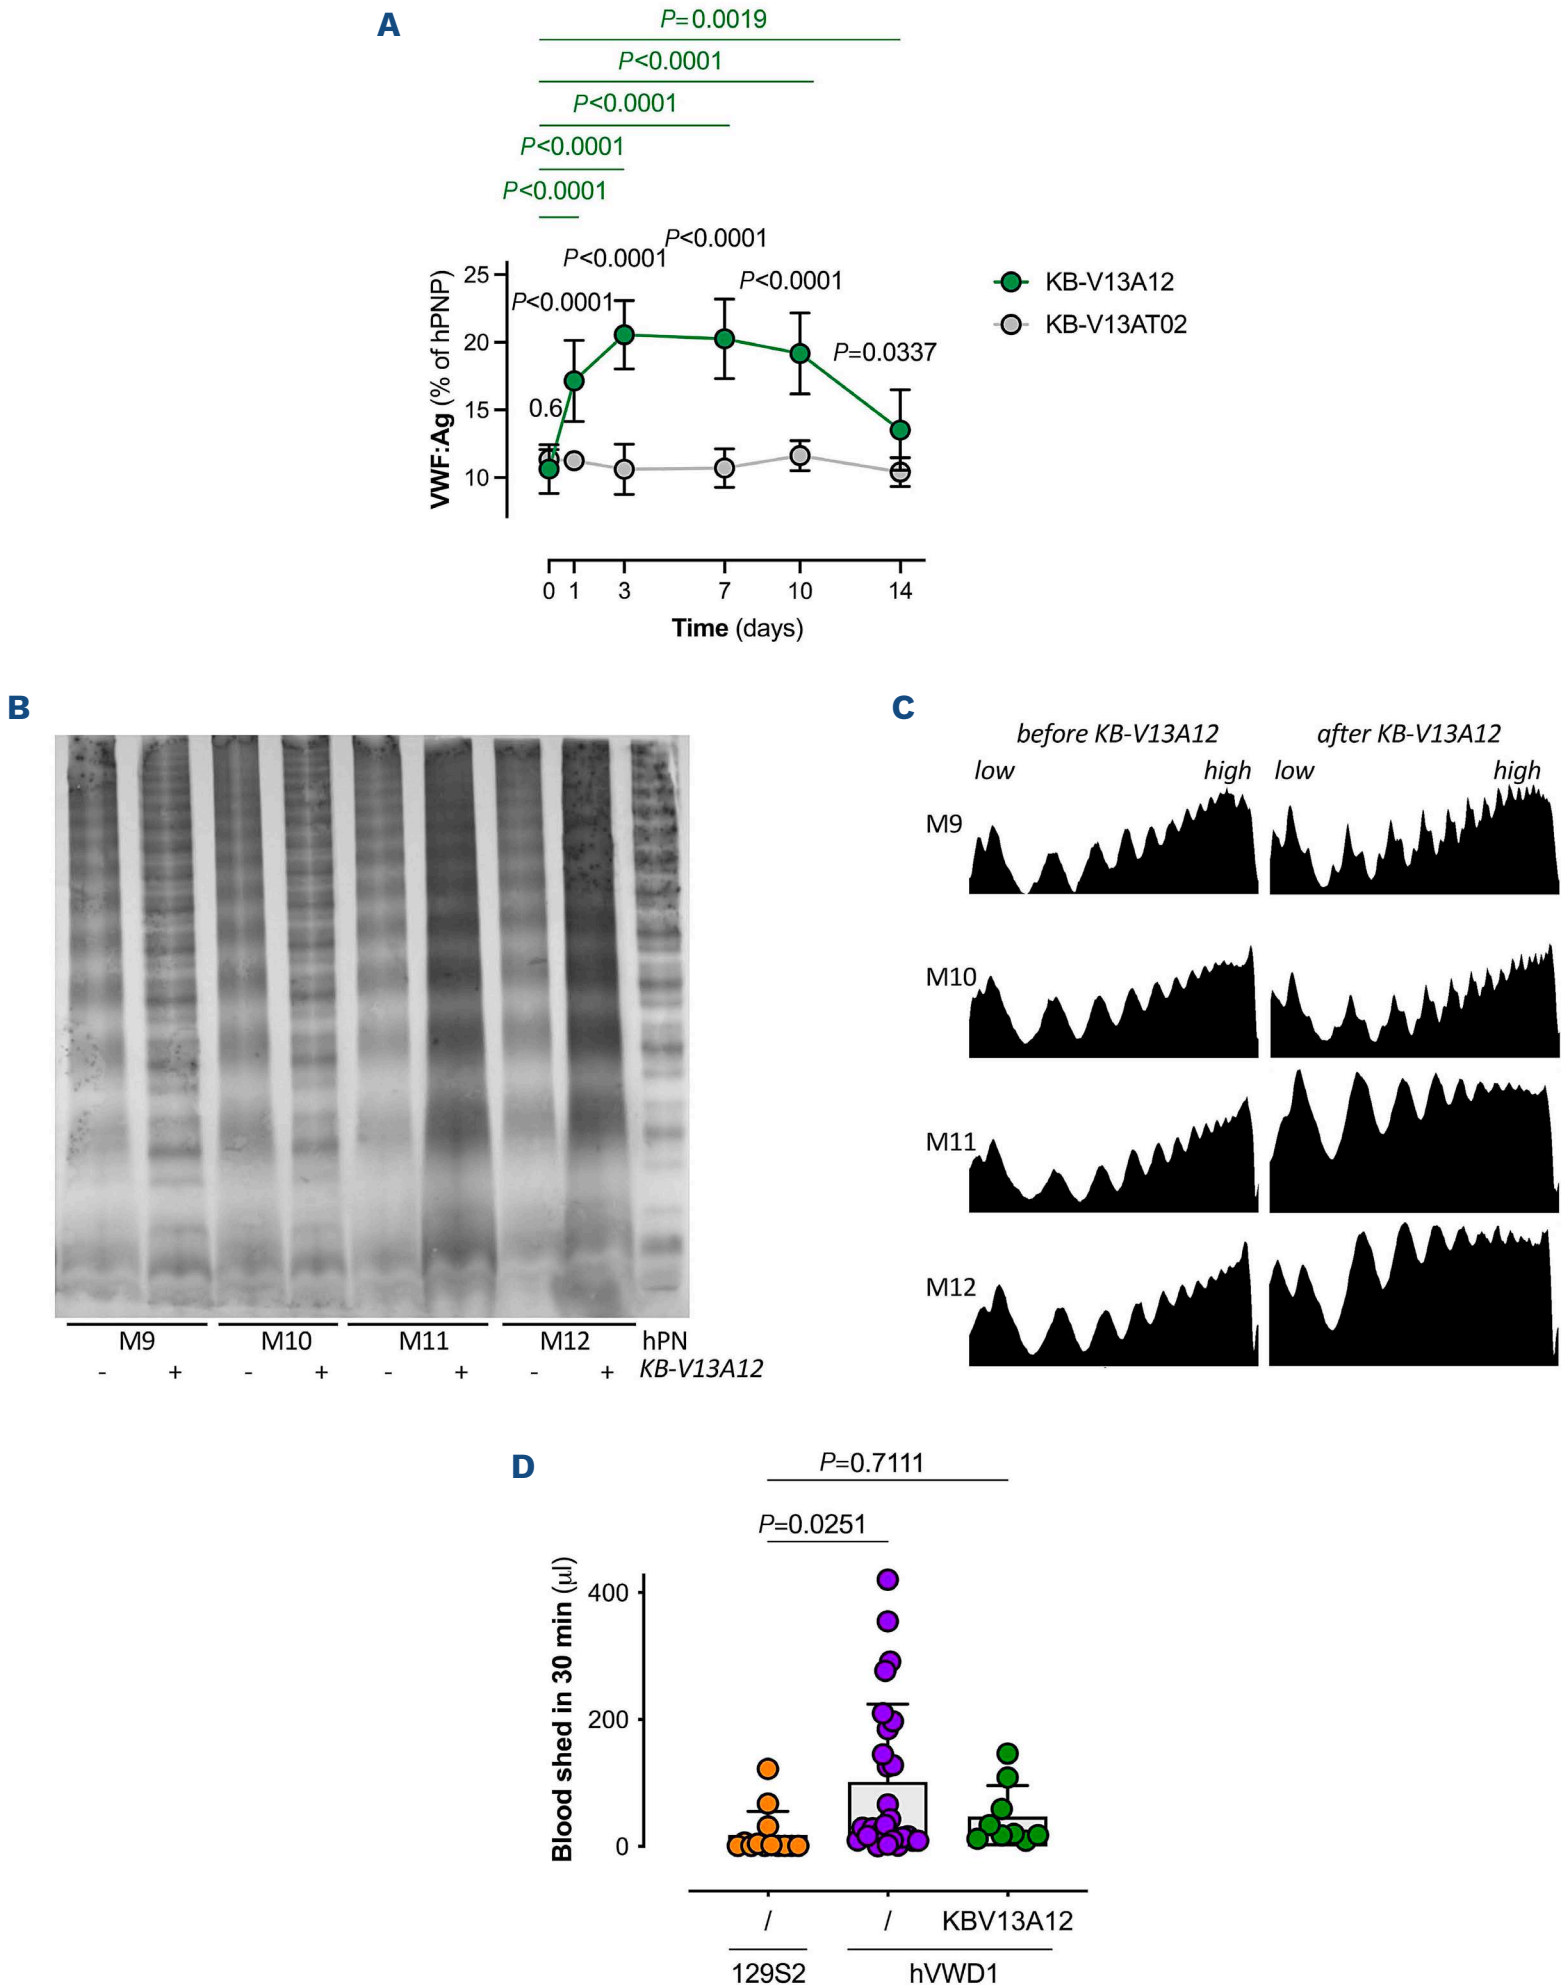 A
P=0.0019
P<0.0001
P<0.0001
P<0.0001
P<0.0001
P<0.0001
P<0.0001
P<0.0001
P<0.0001
P=0.0337
0.6
VWF:Ag (% of hPNP)
25
20
15
10
0 1 3 7 10 14
Time (days)
KB-V13A12
KB-V13AT02
B
M9 M10 M11 M12 hPN
- + - + - + - + KB-V13A12
C
before KB-V13A12 after KB-V13A12
low high low high
M9
M10
M11
M12
D
P=0.7111
P=0.0251
Blood shed in 30 min (µl)
400
200
0
/ / KBV13A12
129S2 hVWD1